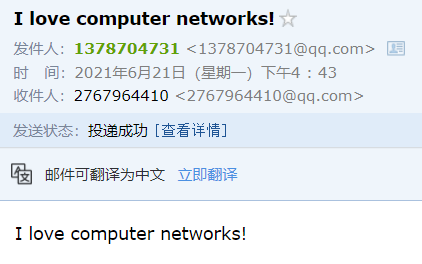 I love computer networks!
发件人：1378704731 <1378704731@qq.com>
时　间：2021年6月21日（星期一）下午4：43
收件人：2767964410 <2767964410@qq.com>
发送状态：投递成功 [查看详情]
邮件可翻译为中文 立即翻译
I love computer networks!